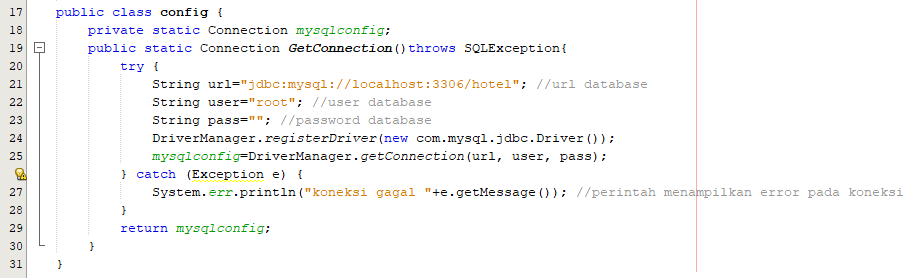 17 public class config {
18 private static Connection mysqlconfig;
19 public static Connection GetConnection()throws SQLException{
20 try {
21 String url="jdbc:mysql://localhost:3306/hotel"; //url database
22 String user="root"; //user database
23 String pass=""; //password database
24 DriverManager.registerDriver(new com.mysql.jdbc.Driver());
25 mysqlconfig=DriverManager.getConnection(url, user, pass);
} catch (Exception e) {
27 System.err.println("koneksi gagal "+e.getMessage()); //perintah menampilkan error pada koneksi
28 }
29 return mysqlconfig;
30 }
31 }